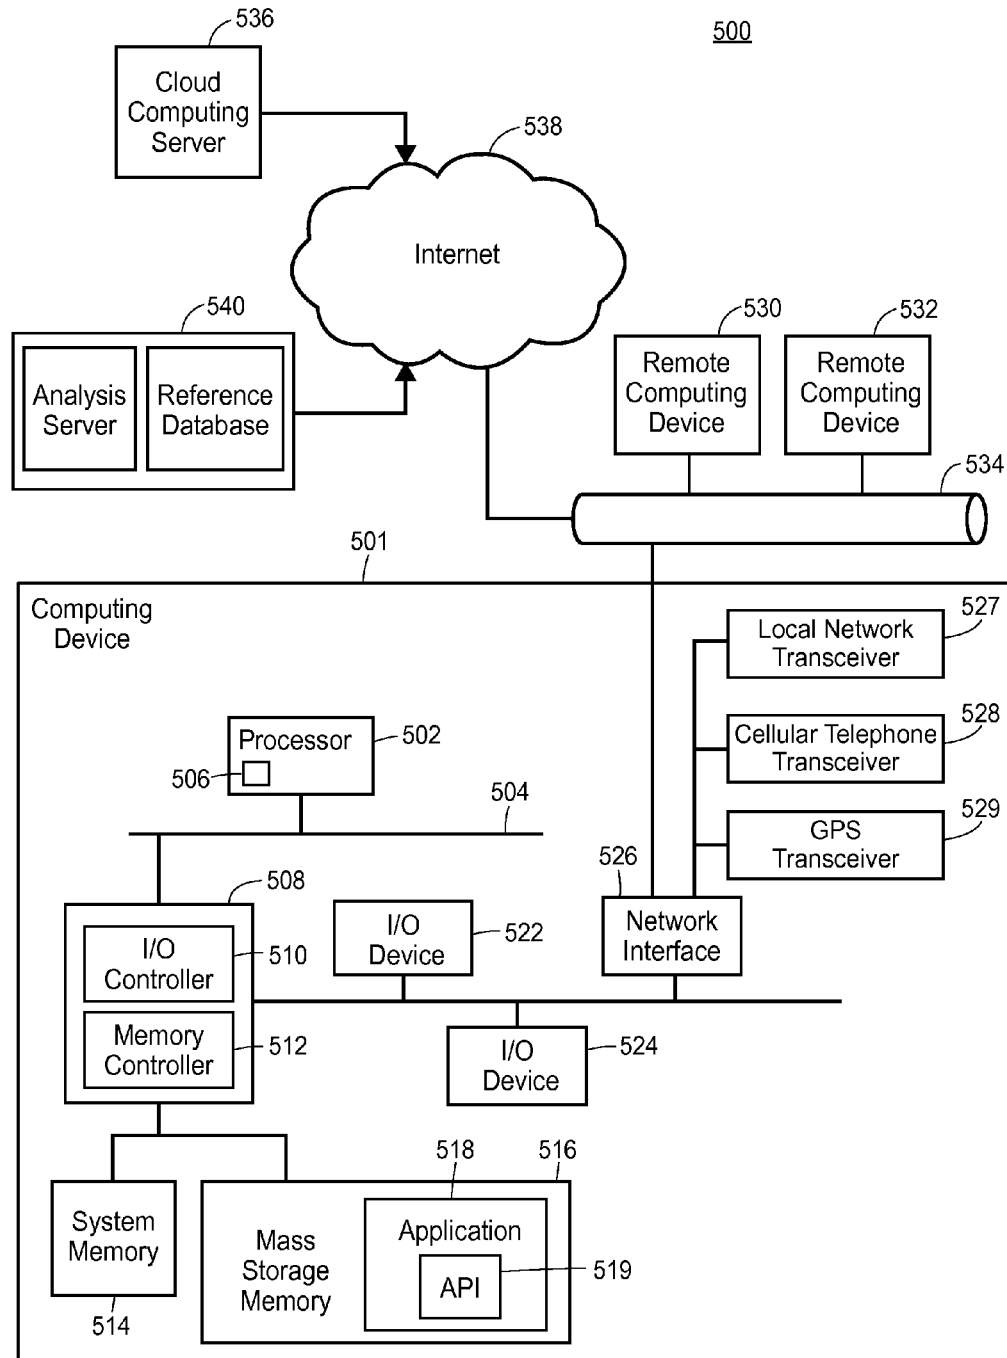 536
500
Cloud
Computing
Server
538
Internet
540
Analysis
Server
Reference
Database
530
532
Remote
Computing
Device
Remote
Computing
Device
534
501
Computing
Device
527
Local Network
Transceiver
528
Cellular Telephone
Transceiver
529
GPS
Transceiver
502
Processor
506
504
526
Network
Interface
508
I/O
Controller
510
Memory
Controller
512
I/O
Device
522
I/O
Device
524
518
516
System
Memory
514
Mass
Storage
Memory
Application
API
519